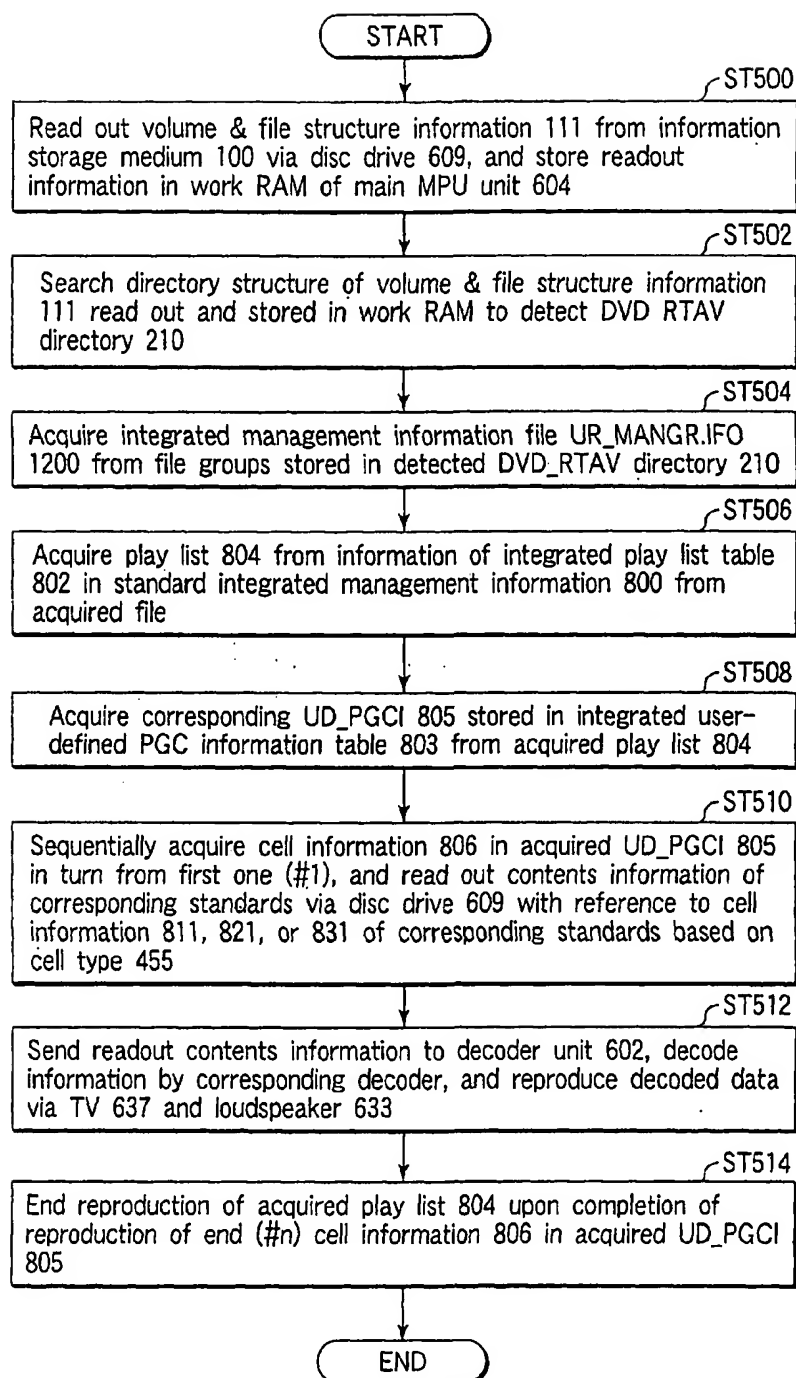 START
ST500
Read out volume & file structure information 111 from information
storage medium 100 via disc drive 609, and store readout
information in work RAM of main MPU unit 604
ST502
Search directory structure of volume & file structure information
111 read out and stored in work RAM to detect DVD RTAV
directory 210
ST504
Acquire integrated management information file UR_MANGR.IFO
1200 from file groups stored in detected DVD_RTAV directory 210
ST506
Acquire play list 804 from information of integrated play list table
802 in standard integrated management information 800 from
acquired file
ST508
Acquire corresponding UD_PGCI 805 stored in integrated user-
defined PGC information table 803 from acquired play list 804
ST510
Sequentially acquire cell information 806 in acquired UD_PGCI 805
in turn from first one (#1), and read out contents information of
corresponding standards via disc drive 609 with reference to cell
information 811, 821, or 831 of corresponding standards based on
cell type 455
ST512
Send readout contents information to decoder unit 602, decode
information by corresponding decoder, and reproduce decoded data
via TV 637 and loudspeaker 633
ST514
End reproduction of acquired play list 804 upon completion of
reproduction of end (#n) cell information 806 in acquired UD_PGCI
805
END